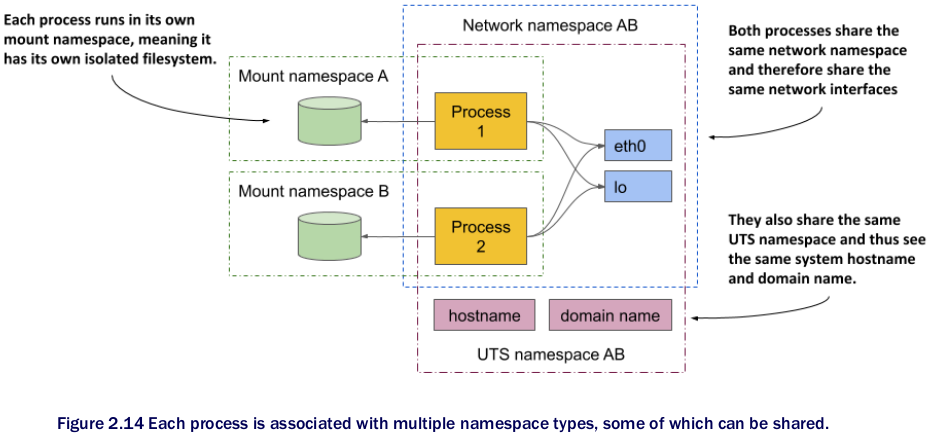 Each process runs in its own
mount namespace, meaning it
has its own isolated filesystem.
Network namespace AB
Both processes share the
same network namespace
and therefore share the
same network interfaces
Mount namespace A
Process
1
eth0
lo
Mount namespace B
Process
2
They also share the same
UTS namespace and thus see
the same system hostname
and domain name.
hostname
domain name
UTS namespace AB
Figure 2.14 Each process is associated with multiple namespace types, some of which can be shared.